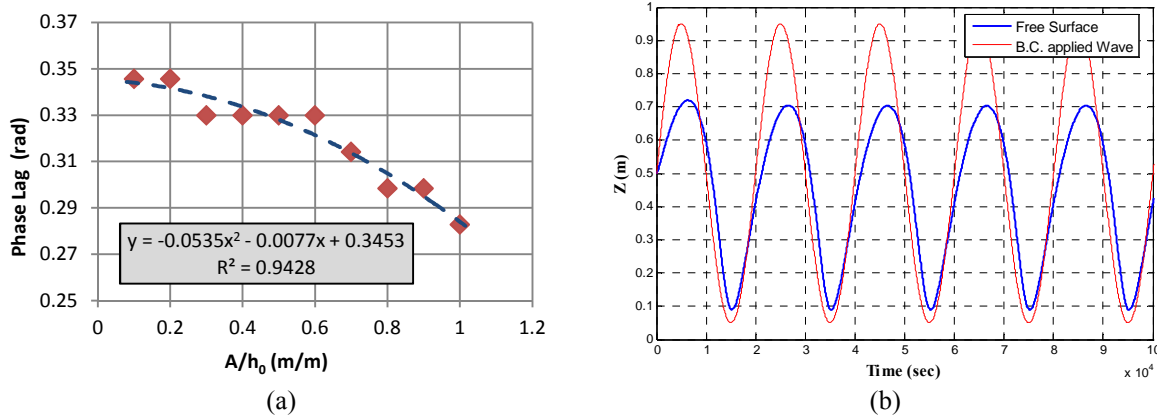 0.37
0.35
0.33
0.31
0.29
0.27
0.25
Phase Lag (rad)
y = -0.0535x² - 0.0077x + 0.3453
R² = 0.9428
0 0.2 0.4 0.6 0.8 1 1.2
A/h₀ (m/m)
(a)
1
0.9
0.8
0.7
0.6
0.5
0.4
0.3
0.2
0.1
0
Z (m)
Free Surface
B.C. applied Wave
0 1 2 3 4 5 6 7 8 9 10
Time (sec)
x 10⁴
(b)